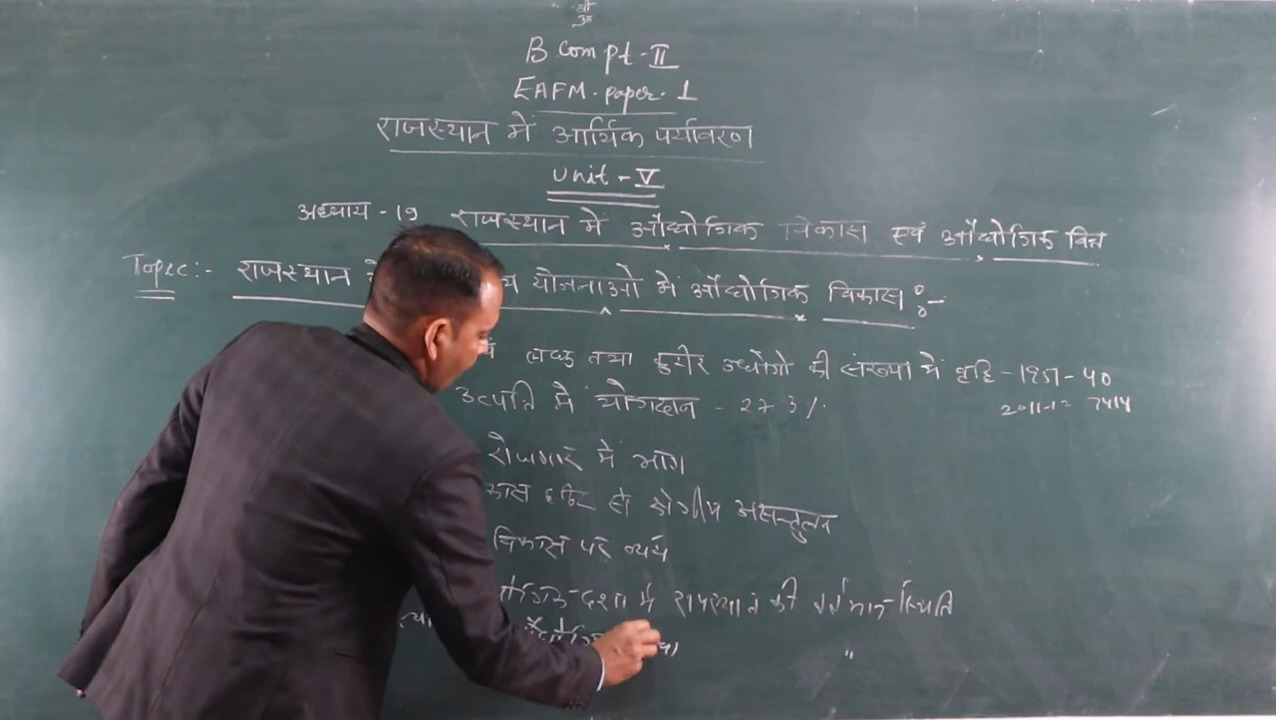 B Com pt - II
EAFM - paper - 1
राजस्थान में आर्थिक पर्यावरण
Unit - V
अध्याय - 19 राजस्थान में औद्योगिक विकास एवं औद्योगिक वित्त
Topic :- राजस्थान योजनाओ में औद्योगिक विकास :-
लघु तथा कुटीर उद्योगो की संख्या में वृद्धि - 1951 - 40
2011-12 7414
उत्पत्ति में योगदान - 27 3 %
रोजगार में भाग
से क्षेत्रीय असन्तुलन
विकास पर व्यय
दशा में राजस्थान की वर्तमान स्थिति